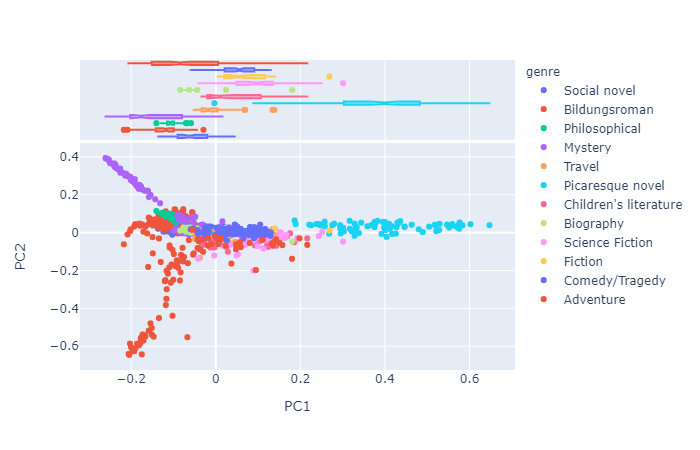 genre
Social novel
Bildungsroman
Philosophical
Mystery
Travel
Picaresque novel
Children's literature
Biography
Science Fiction
Fiction
Comedy/Tragedy
Adventure
0.4
0.2
0
−0.2
−0.4
−0.6
PC2
−0.2 0 0.2 0.4 0.6
PC1